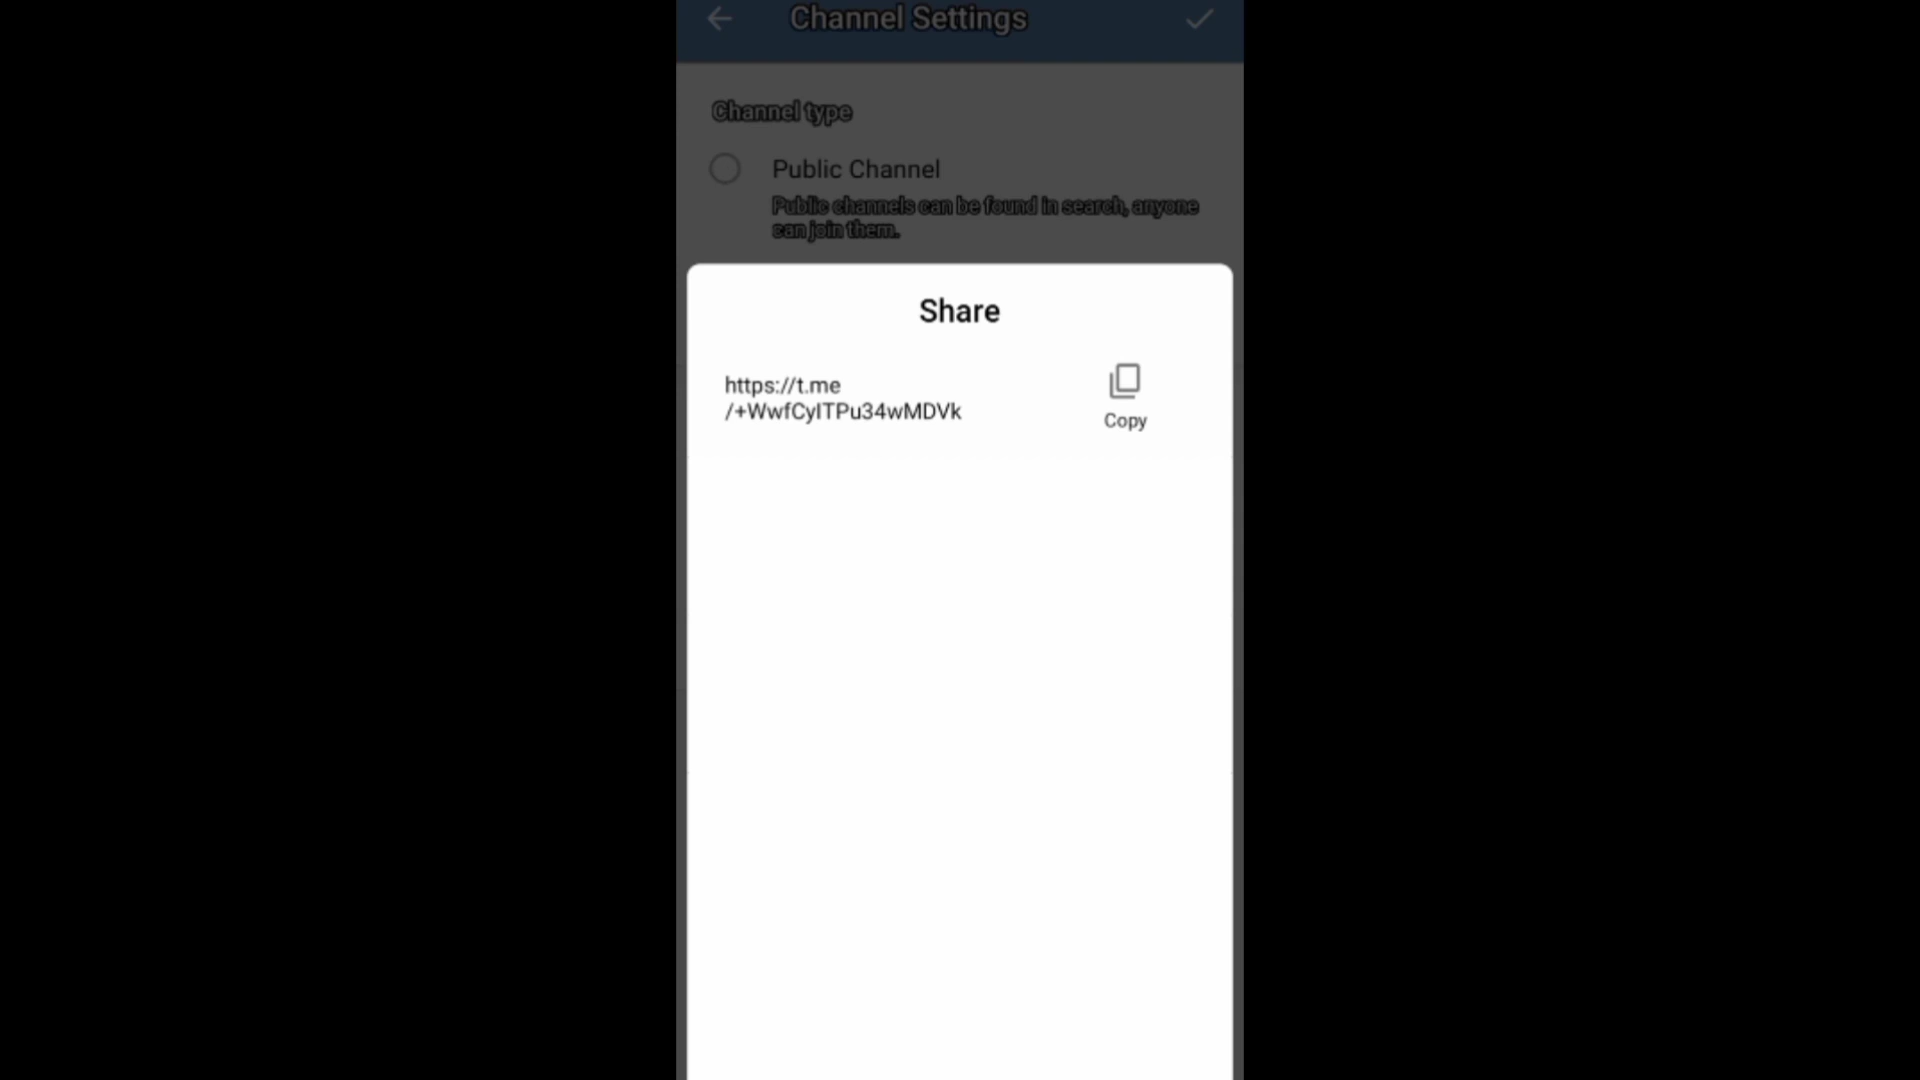 Channel Settings
Channel type
Public Channel
Public channels can be found in search, anyone
can join them.
Share
https://t.me
/+WwfCyITPu34wMDVk
Copy